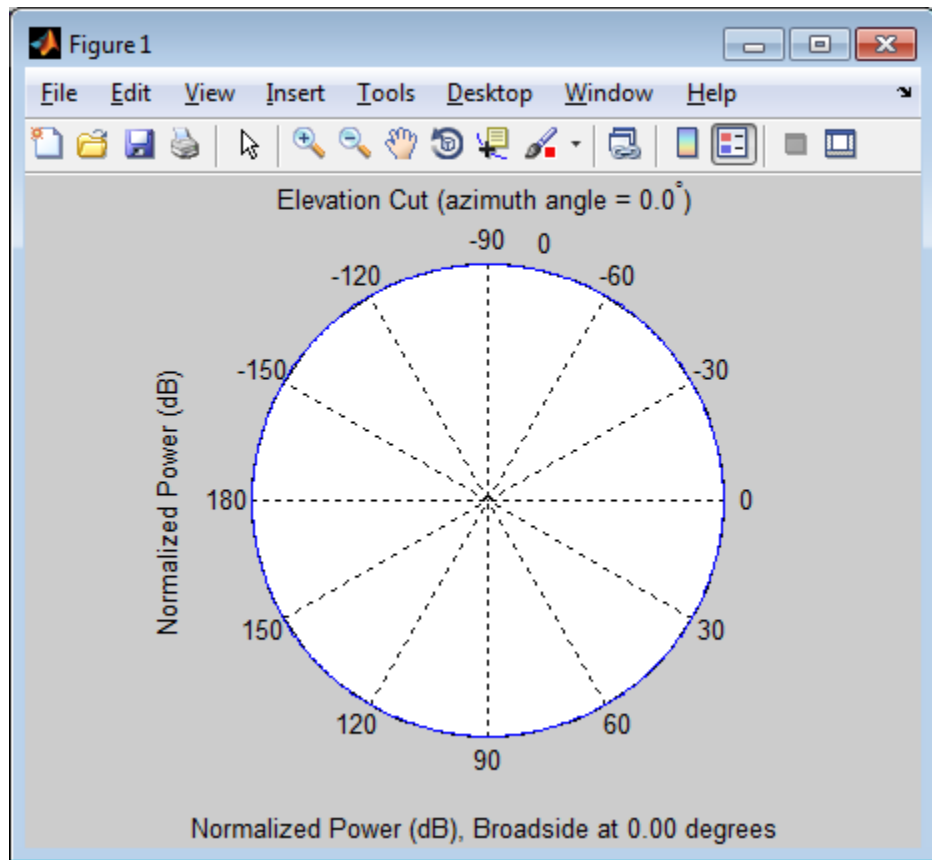 Figure 1
File Edit View Insert Tools Desktop Window Help
Elevation Cut (azimuth angle = 0.0°)
-90 0
-120 -60
-150 -30
Normalized Power (dB)
180 0
150 30
120 60
90
Normalized Power (dB), Broadside at 0.00 degrees